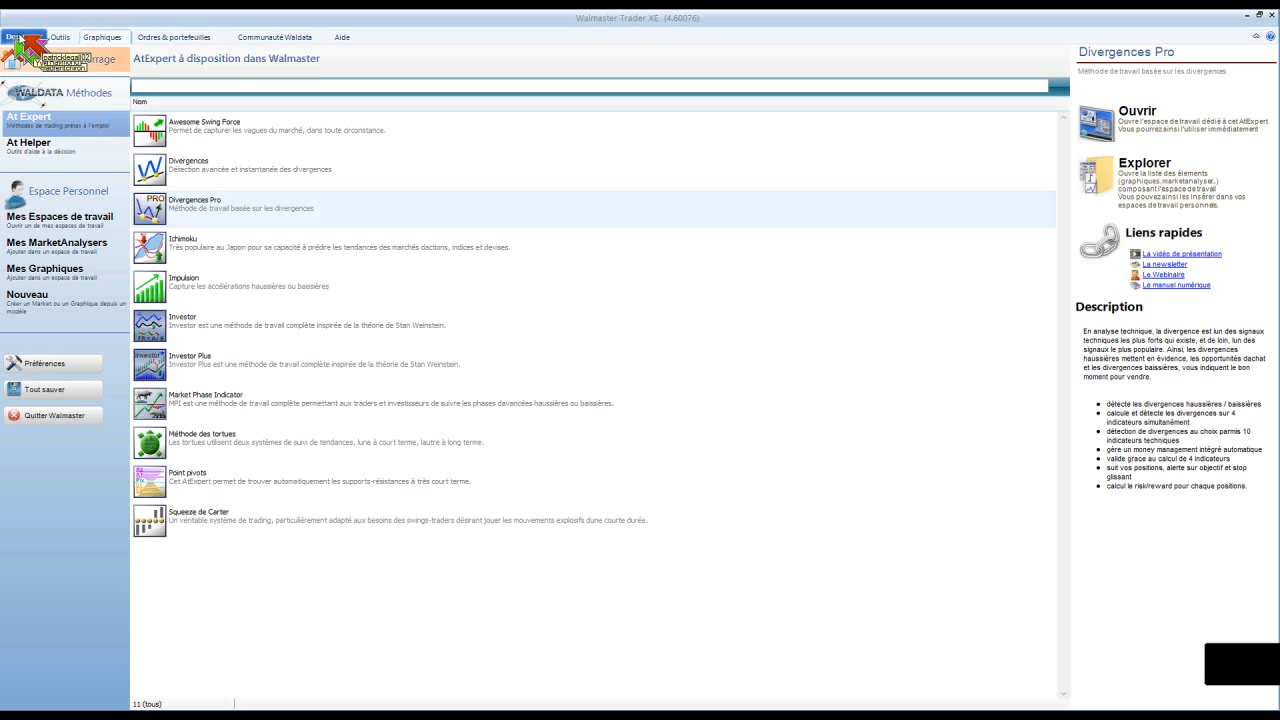 Walmaster Trader XE (4.60076)
Outils
Graphiques
Ordres & portefeuilles
Communauté Waldata
Aide
AtExpert à disposition dans Walmaster
Nom
WALDATA Méthodes
At Expert
Méthodes de trading prêtes à l'emploi
At Helper
Outils d'aide à la décision
Espace Personnel
Mes Espaces de travail
Ouvrir un de mes espaces de travail
Mes MarketAnalysers
Ajouter dans un espace de travail
Mes Graphiques
Ajouter dans un espace de travail
Nouveau
Créer un Market ou un Graphique depuis un
modèle
Préférences
Tout sauver
Quitter Walmaster
Awesome Swing Force
Permet de capturer les vagues du marché, dans toute circonstance.
Divergences
Détection avancée et instantanée des divergences
PRO
Divergences Pro
Méthode de travail basée sur les divergences
Ichimoku
Très populaire au Japon pour sa capacité à prédire les tendances des marchés dactions, indices et devises.
Impulsion
Capture les accélérations haussières ou baissières
Investor
Investor est une méthode de travail complète inspirée de la théorie de Stan Weinstein.
Investor Plus
Investor Plus est une méthode de travail complète inspirée de la théorie de Stan Weinstein.
Market Phase Indicator
MPI est une méthode de travail complète permettant aux traders et investisseurs de suivre les phases davancées haussières ou baissières.
Méthode des tortues
Les tortues utilisent deux systèmes de suivi de tendances, lune à court terme, lautre à long terme.
Point pivots
Cet AtExpert permet de trouver automatiquement les supports-résistances à très court terme.
Squeeze de Carter
Un véritable système de trading, particulièrement adapté aux besoins des swings-traders désirant jouer les mouvements explosifs dune courte durée.
11 (tous)
Divergences Pro
Méthode de travail basée sur les divergences
Ouvrir
Ouvre l'espace de travail dédié à cet AtExpert.
Vous pourrez ainsi l'utiliser immédiatement
Explorer
Ouvre la liste des élements
(graphiques,marketanalyser,.)
composant l'espace de travail
Vous pouvez ainsi les insérer dans vos
espaces de travail personnels.
Liens rapides
La vidéo de présentation
La newsletter
Le Webinaire
Le manuel numérique
Description
En analyse technique, la divergence est lun des signaux
techniques les plus forts qui existe, et de loin, lun des
signaux le plus populaire. Ainsi, les divergences
haussières mettent en évidence, les opportunités dachat
et les divergences baissières, vous indiquent le bon
moment pour vendre.
détecte les divergences haussières / baissières
calcule et détecte les divergences sur 4
indicateurs simultanément
détection de divergences au choix parmis 10
indicateurs techniques
gére un money management intégré automatique
valide grace au calcul de 4 indicateurs
suit vos positions, alerte sur objectif et stop
glissant
calcul le risk/reward pour chaque positions.